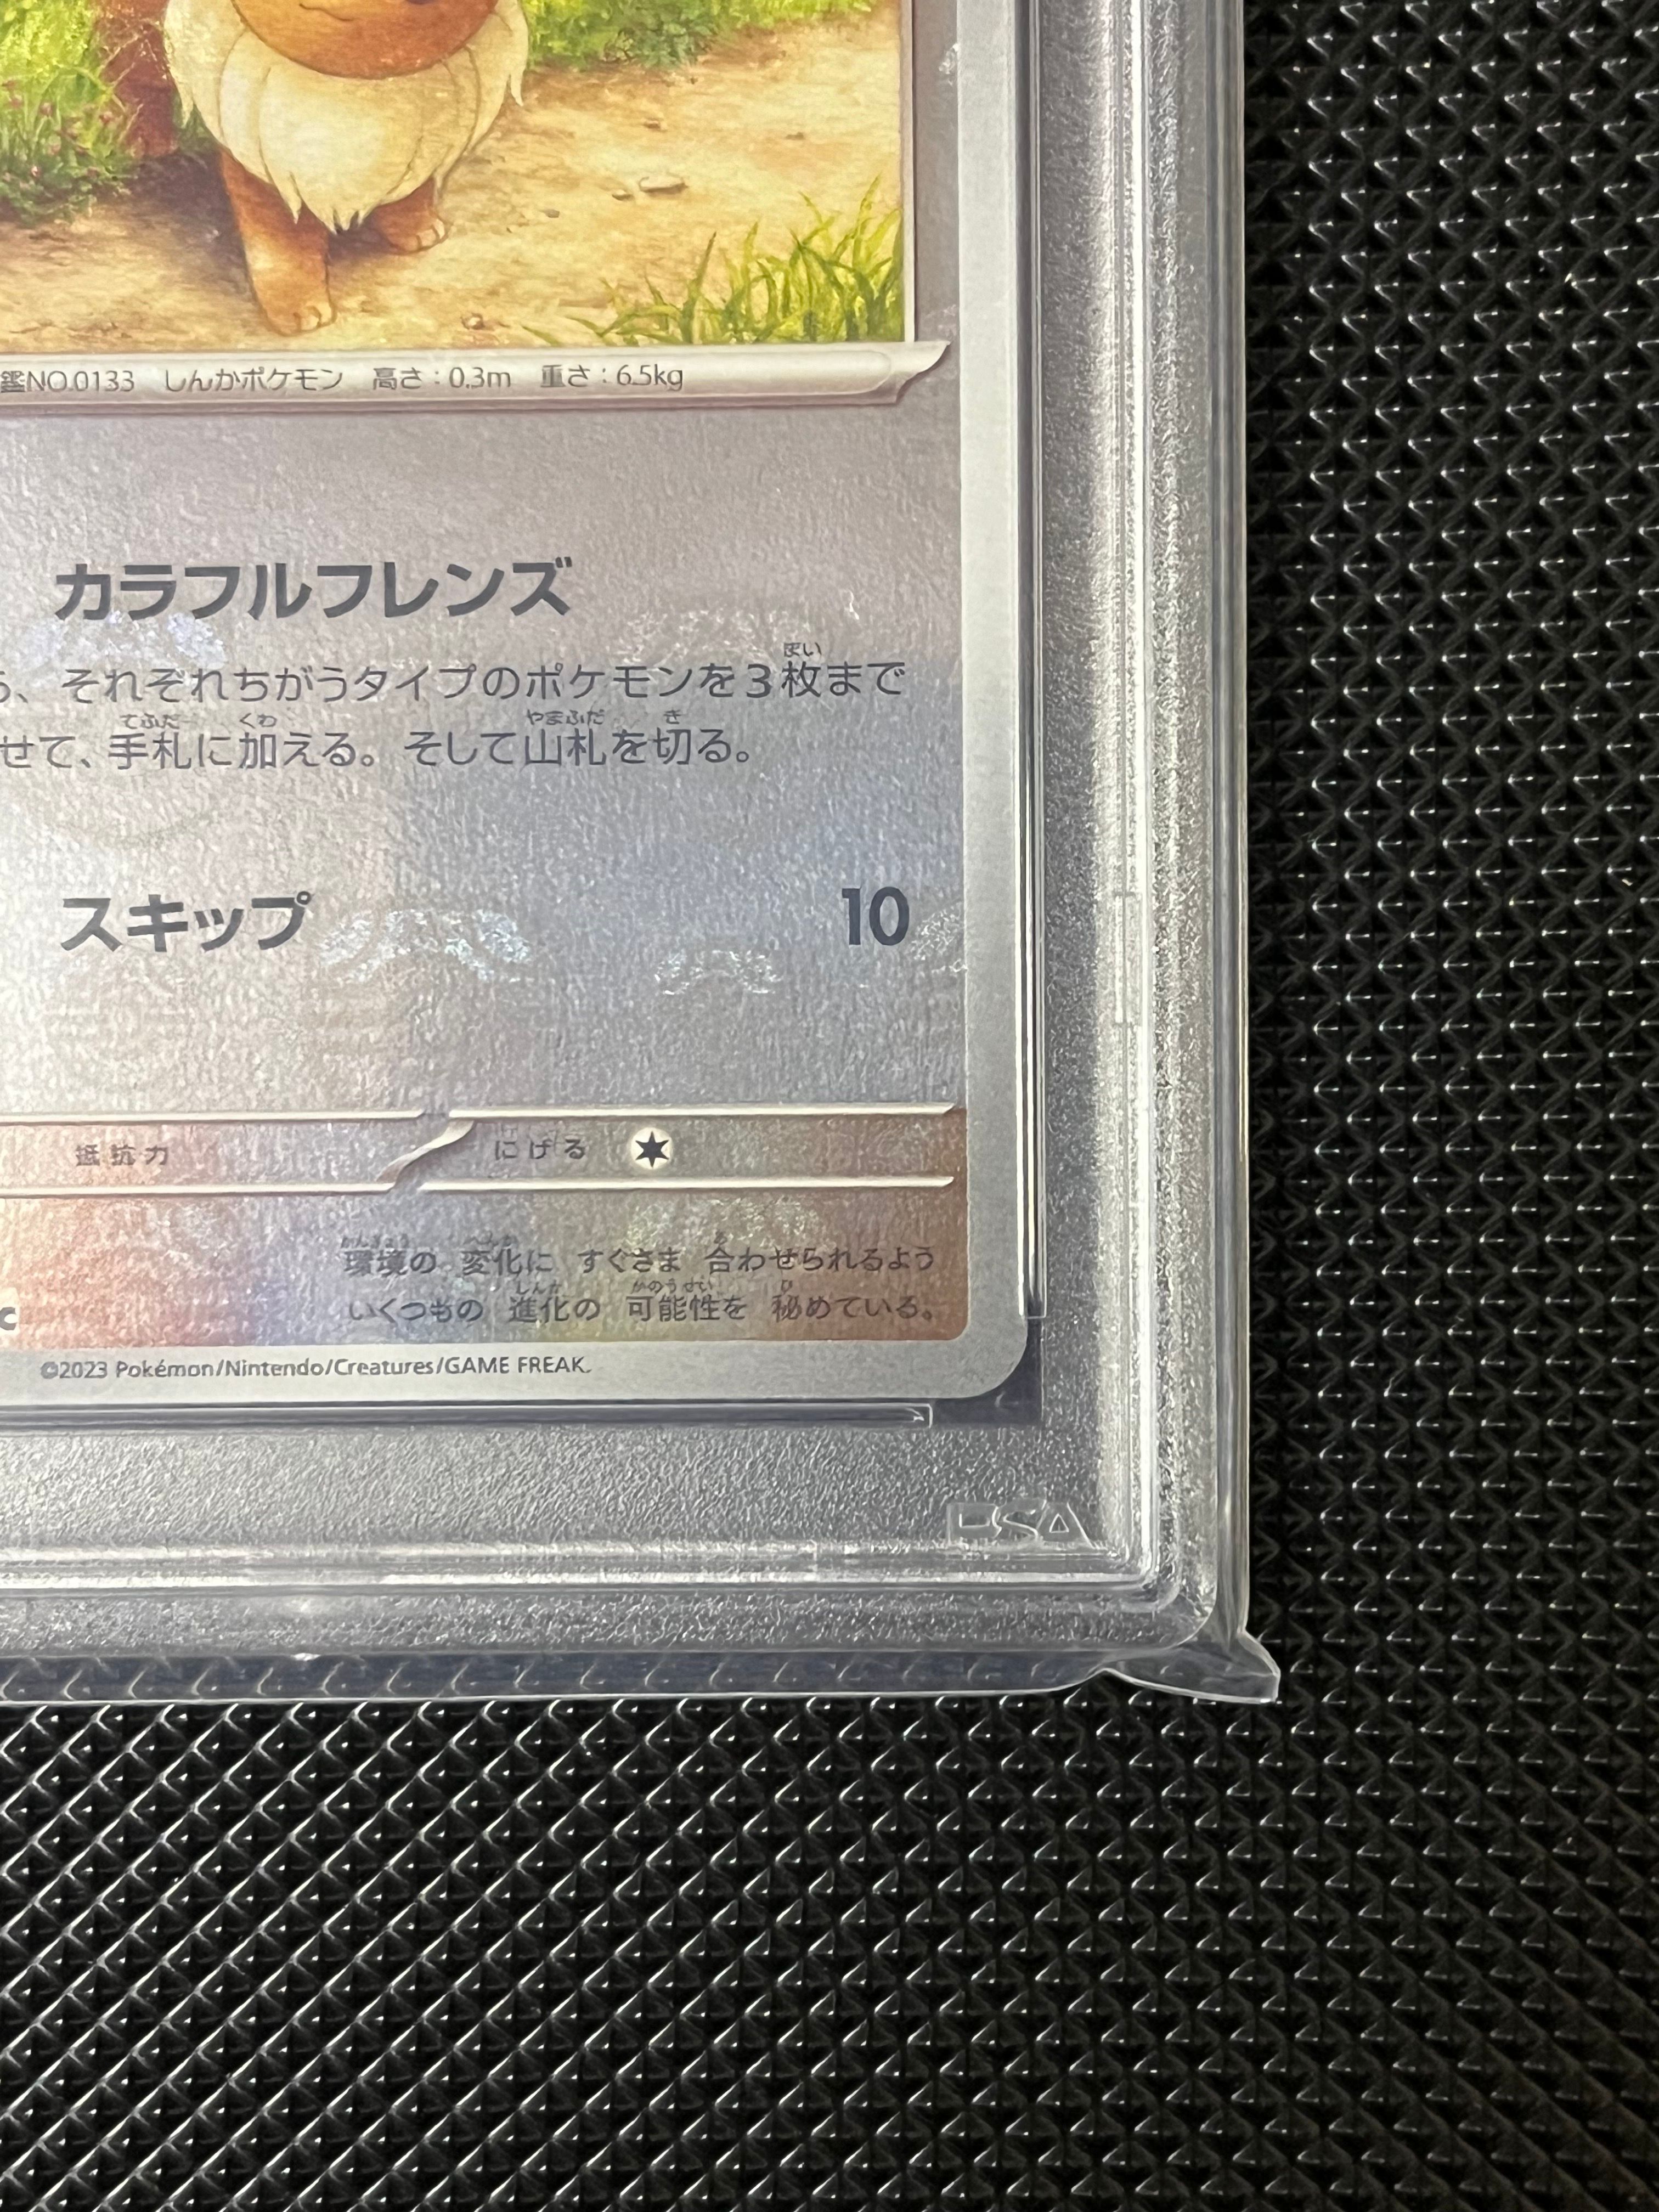 鑑NO.0133 しんかポケモン 高さ:0.3m 重さ:6.5kg
カラフルフレンズ
ら、それぞれちがうタイプのポケモンを3枚まで
せて、手札に加える。そして山札を切る。
スキップ 10
抵抗力 にげる
環境の 変化に すぐさま 合わせられるよう
いくつもの 進化の 可能性を 秘めている。
c
©2023 Pokémon/Nintendo/Creatures/GAME FREAK.
PSA